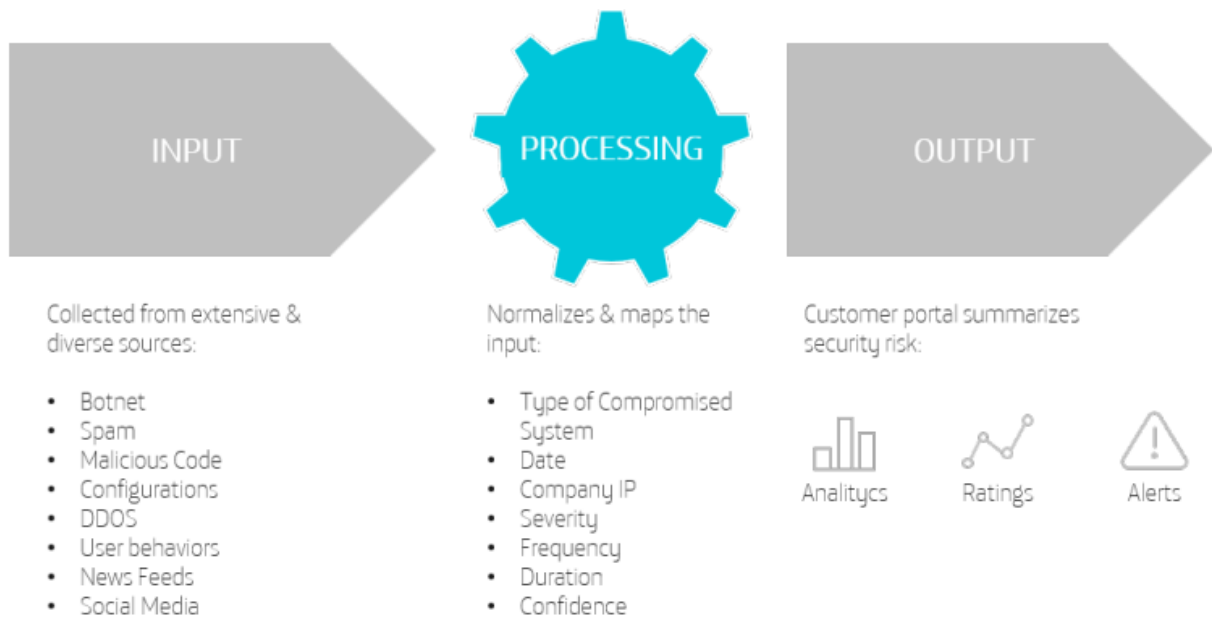 INPUT
PROCESSING
OUTPUT
Collected from extensive &
diverse sources:
• Botnet
• Spam
• Malicious Code
• Configurations
• DDOS
• User behaviors
• News Feeds
• Social Media
Normalizes & maps the
input:
• Type of Compromised
System
• Date
• Company IP
• Severity
• Frequency
• Duration
• Confidence
Customer portal summarizes
security risk:
Analitycs
Ratings
Alerts